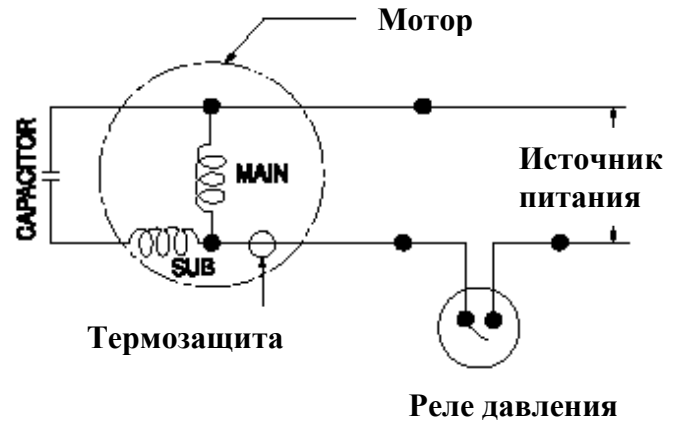 Мотор
CAPACITOR
MAIN
Источник
питания
SUB
Термозащита
Реле давления